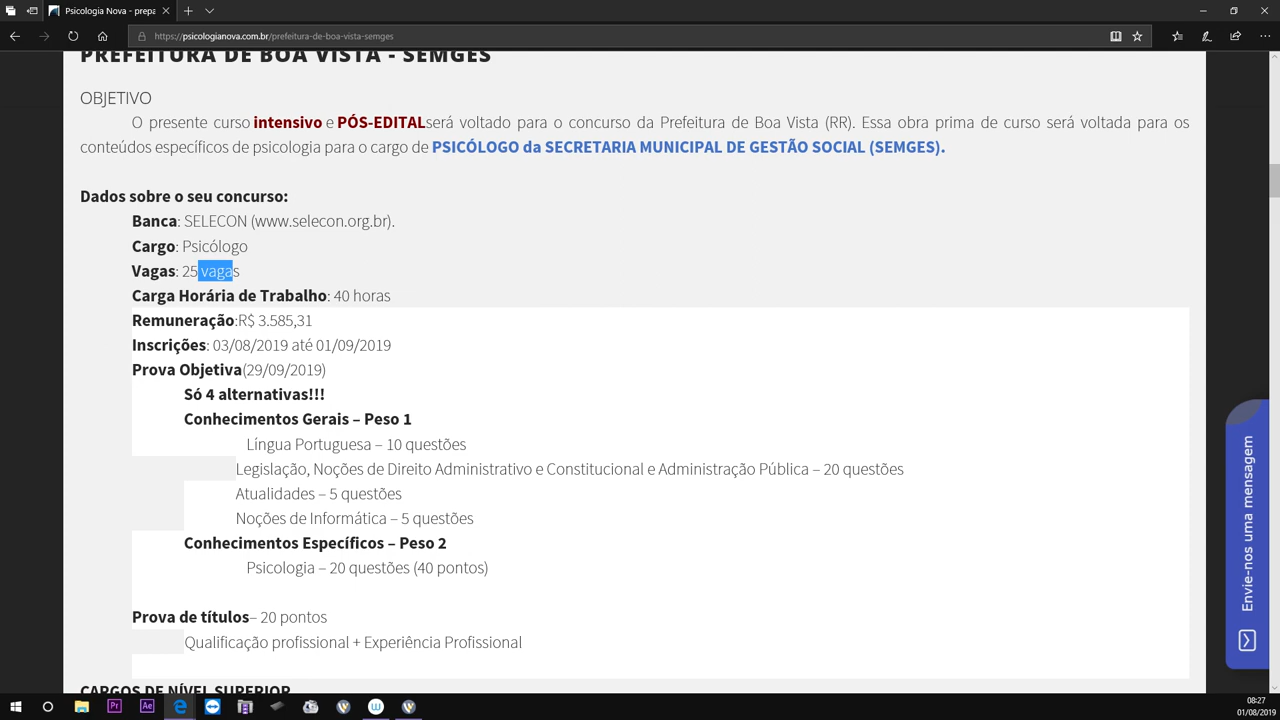 Psicologia Nova - prepa
https://psicologianova.com.br/prefeitura-de-boa-vista-semges
PREFEITURA DE BOA VISTA - SEMGES
OBJETIVO
O presente curso intensivo e PÓS-EDITALserá voltado para o concurso da Prefeitura de Boa Vista (RR). Essa obra prima de curso será voltada para os
conteúdos específicos de psicologia para o cargo de PSICÓLOGO da SECRETARIA MUNICIPAL DE GESTÃO SOCIAL (SEMGES).
Dados sobre o seu concurso:
Banca: SELECON (www.selecon.org.br).
Cargo: Psicólogo
Vagas: 25 vagas
Carga Horária de Trabalho: 40 horas
Remuneração:R$ 3.585,31
Inscrições: 03/08/2019 até 01/09/2019
Prova Objetiva(29/09/2019)
Só 4 alternativas!!!
Conhecimentos Gerais – Peso 1
Língua Portuguesa – 10 questões
Legislação, Noções de Direito Administrativo e Constitucional e Administração Pública – 20 questões
Atualidades – 5 questões
Noções de Informática – 5 questões
Conhecimentos Específicos – Peso 2
Psicologia – 20 questões (40 pontos)
Prova de títulos– 20 pontos
Qualificação profissional + Experiência Profissional
CARGOS DE NÍVEL SUPERIOR
Envie-nos uma mensagem
Pr
Ae
08:27
01/08/2019